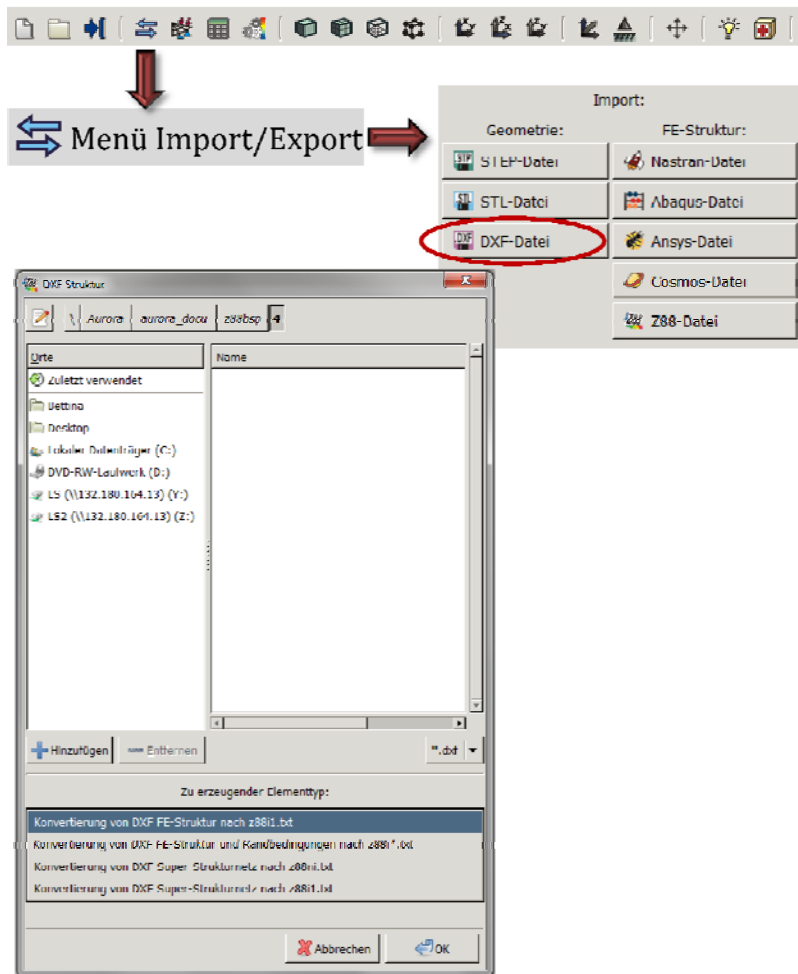 Menü Import/Export
Import:
Geometrie:
FE-Struktur:
STEP-Datei
Nastran-Datei
STP
STL-Datei
Abaqus-Datei
DXF
DXF-Datei
Ansys-Datei
Cosmos-Datei
Z88-Datei
DXF Struktur
\
Aurora
aurora_docu
z88bsp
4
Orte
Name
Zuletzt verwendet
Bettina
Desktop
Lokaler Datenträger (C:)
DVD-RW-Laufwerk (D:)
LS (\\132.180.164.13) (Y:)
LS2 (\\132.180.164.13) (Z:)
Hinzufügen
Entfernen
*.dxf
Zu erzeugender Elementtyp:
Konvertierung von DXF FE-Struktur nach z88i1.txt
Konvertierung von DXF FE-Struktur und Randbedingungen nach z88i*.txt
Konvertierung von DXF Super-Strukturnetz nach z88ni.txt
Konvertierung von DXF Super-Strukturnetz nach z88i1.txt
Abbrechen
OK